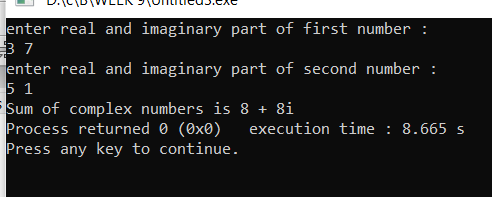 D:\c\B\WEEK 9\Untitled3.exe
enter real and imaginary part of first number :
3 7
enter real and imaginary part of second number :
5 1
Sum of complex numbers is 8 + 8i
Process returned 0 (0x0)   execution time : 8.665 s
Press any key to continue.